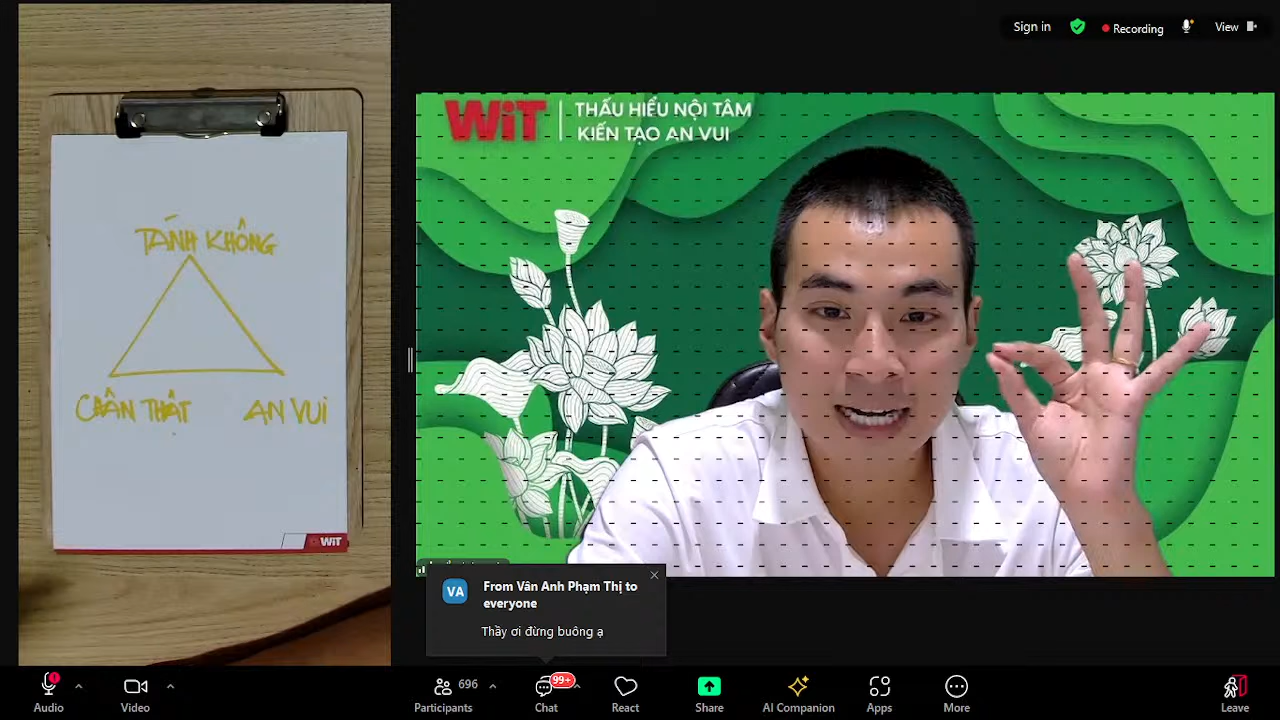 Sign in
Recording
View
WiT
THẤU HIỂU NỘI TÂM
KIẾN TẠO AN VUI
TÁNH KHÔNG
CHÂN THẬT
AN VUI
WiT
VA
From Vân Anh Phạm Thị to
everyone
Thầy ơi đừng buông ạ
Audio
Video
696
Participants
99+
Chat
React
Share
AI Companion
Apps
More
Leave